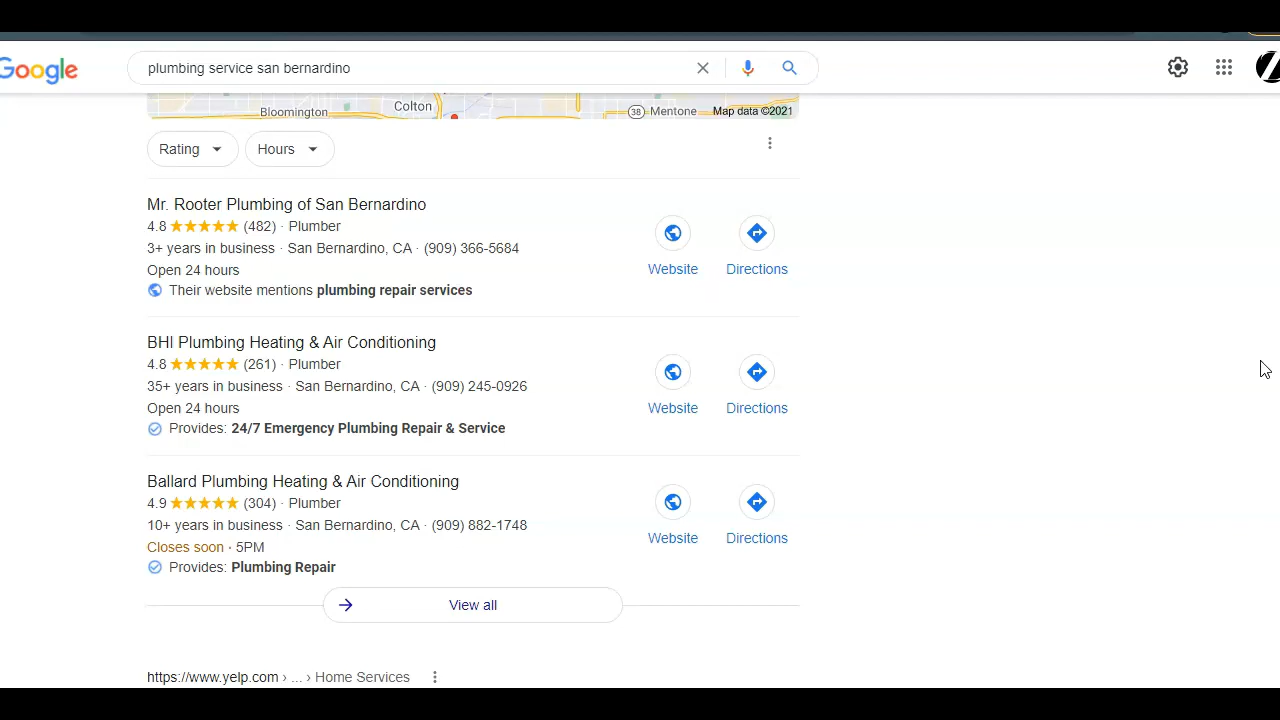 Google
plumbing service san bernardino
Bloomington
Colton
38
Mentone
Map data ©2021
Rating
Hours
Mr. Rooter Plumbing of San Bernardino
4.8 (482) · Plumber
3+ years in business · San Bernardino, CA · (909) 366-5684
Open 24 hours
Their website mentions plumbing repair services
Website
Directions
BHI Plumbing Heating & Air Conditioning
4.8 (261) · Plumber
35+ years in business · San Bernardino, CA · (909) 245-0926
Open 24 hours
Provides: 24/7 Emergency Plumbing Repair & Service
Website
Directions
Ballard Plumbing Heating & Air Conditioning
4.9 (304) · Plumber
10+ years in business · San Bernardino, CA · (909) 882-1748
Closes soon · 5PM
Provides: Plumbing Repair
Website
Directions
View all
https://www.yelp.com › ... › Home Services